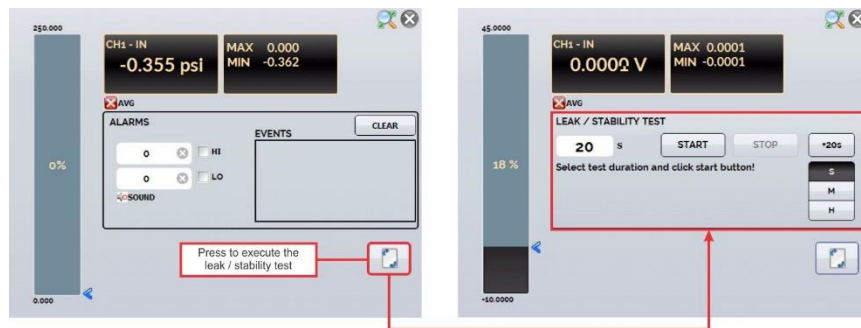 250.000
CH1 - IN
-0.355 psi
MAX 0.000
MIN -0.362
AVG
ALARMS
EVENTS
CLEAR
0
HI
0
LO
SOUND
0%
Press to execute the
leak / stability test
0.000
45.0000
CH1 - IN
V
MAX 0.0001
MIN -0.0001
AVG
LEAK / STABILITY TEST
20 s
START
STOP
+20s
Select test duration and click start button!
S
M
H
18 %
-10.0000